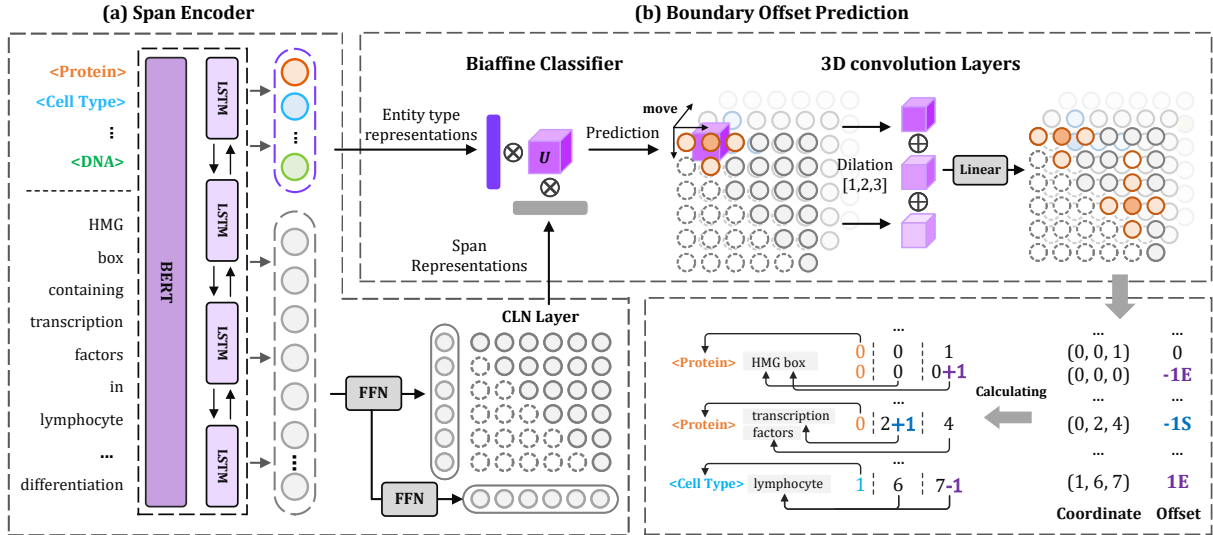 (a) Span Encoder
<Protein>
<Cell Type>
...
<DNA>
HMG
box
containing
transcription
factors
in
lymphocyte
...
differentiation
BERT
LSTM
LSTM
LSTM
LSTM
...
...
FFN
FFN
CLN Layer
(b) Boundary Offset Prediction
Biaffine Classifier
Entity type
representations
U
Prediction
Span
Representations
3D convolution Layers
move
Dilation
[1,2,3]
Linear
...
<Protein> HMG box 0 0 1
0 0 0+1
...
<Protein> transcription
factors 0 2+1 4
...
<Cell Type> lymphocyte 1 6 7-1
Calculating
... ...
(0, 0, 1) 0
(0, 0, 0) -1E
... ...
(0, 2, 4) -1S
... ...
(1, 6, 7) 1E
Coordinate Offset